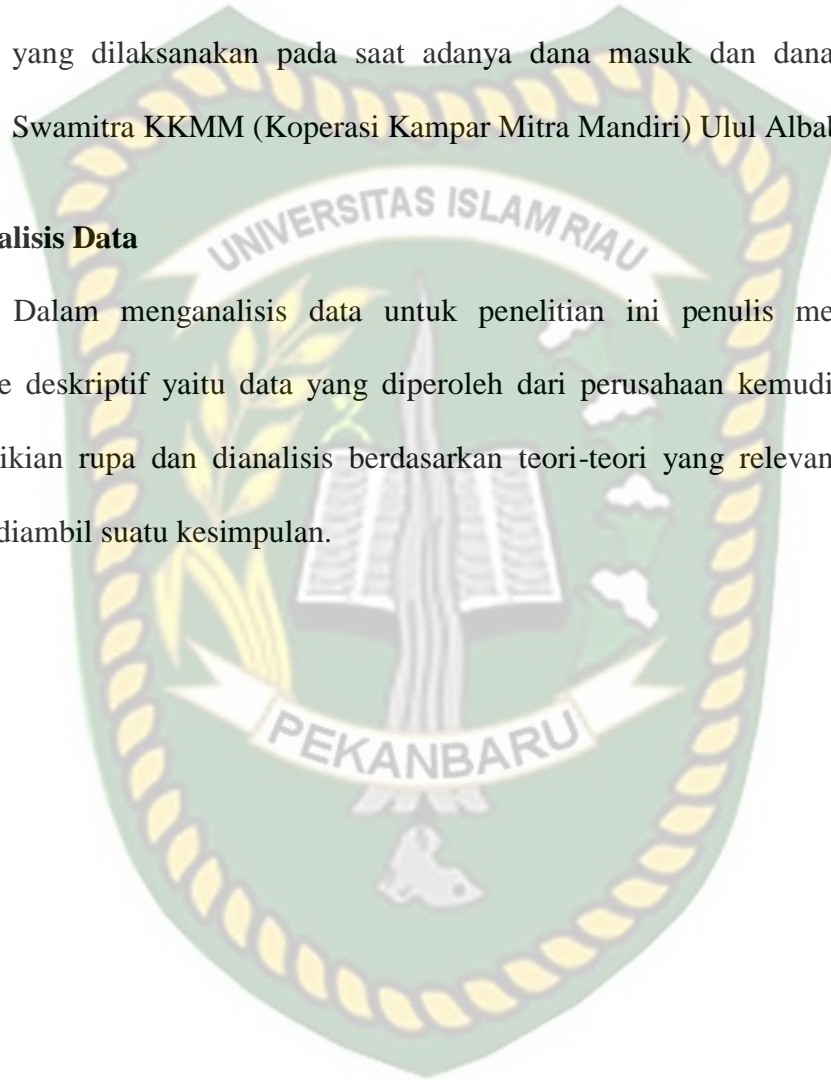 yang dilaksanakan pada saat adanya dana masuk dan dana
Swamitra KKMM (Koperasi Kampar Mitra Mandiri) Ulul Albab
UNIVERSITAS ISLAM RIAU
alisis Data
Dalam menganalisis data untuk penelitian ini penulis me
e deskriptif yaitu data yang diperoleh dari perusahaan kemudi
ikian rupa dan dianalisis berdasarkan teori-teori yang relevan
diambil suatu kesimpulan.
PEKANBARU